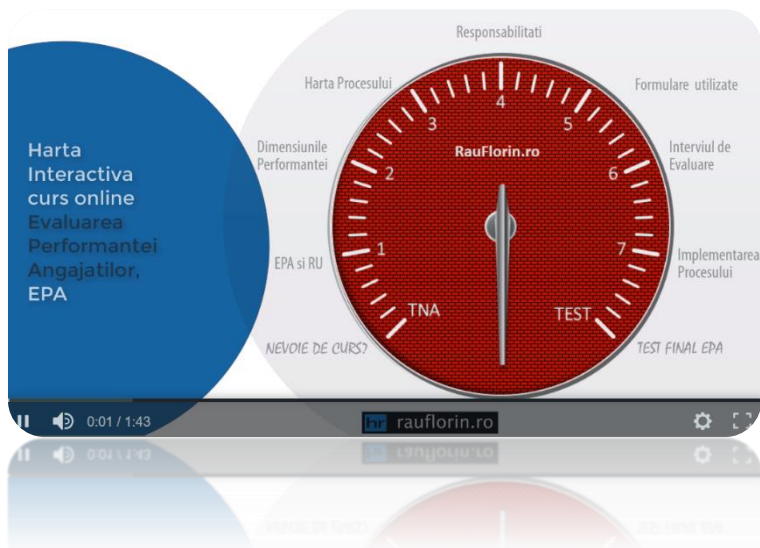 Harta
Interactiva
curs online
Evaluarea
Performantei
Angajatilor,
EPA
Responsabilitati
Harta Procesului
Formulare utilizate
Dimensiunile
Performantei
Interviul de
Evaluare
EPA si RU
Implementarea
Procesului
NEVOIE DE CURS?
TEST FINAL EPA
RauFlorin.ro
TNA
1
2
3
4
5
6
7
TEST
0:01 / 1:43
hr rauflorin.ro